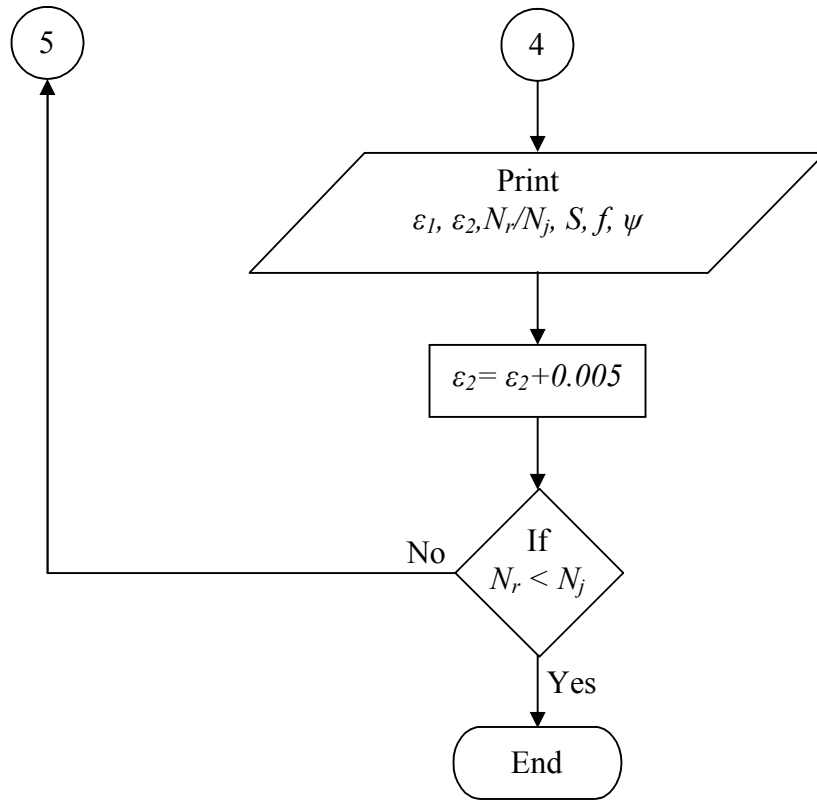 5
4
Print
ε1, ε2,Nr/Nj, S, f, ψ
ε2= ε2+0.005
If
Nr < Nj
No
Yes
End